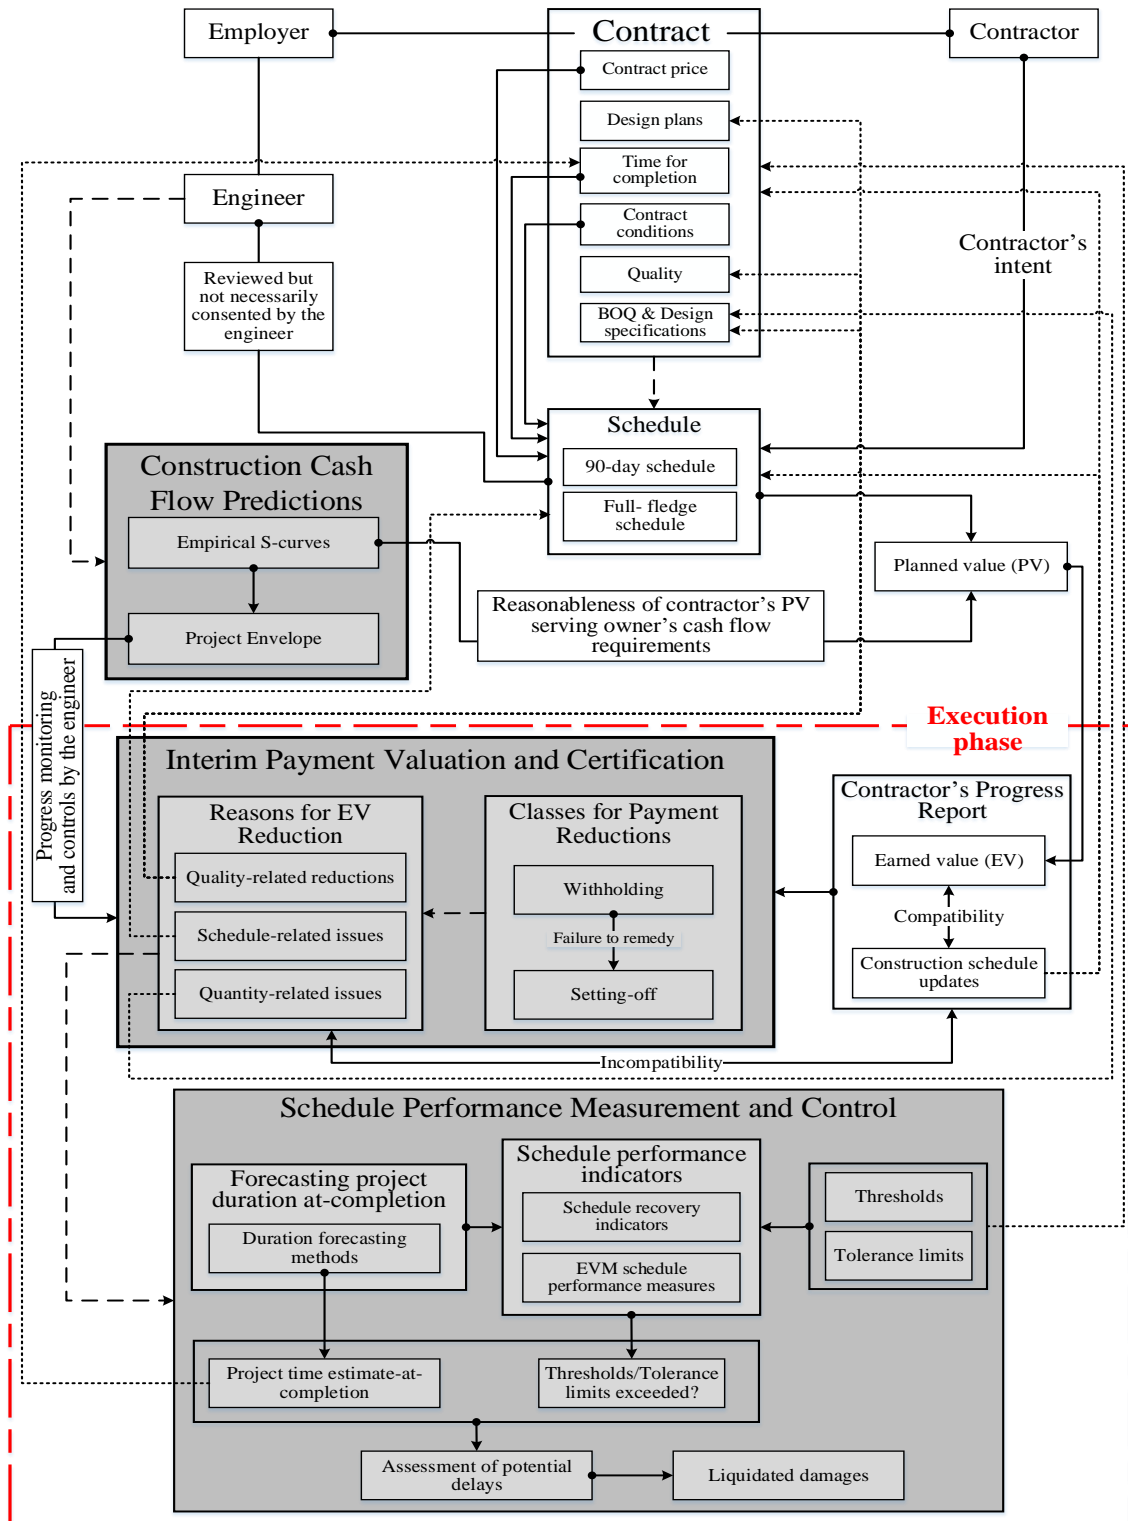 Employer
Contract
Contractor
Contract price
Design plans
Time for
completion
Engineer
Contract
conditions
Contractor's
intent
Quality
Reviewed but
not necessarily
consented by the
engineer
BOQ & Design
specifications
Schedule
90-day schedule
Full- fledge
schedule
Construction Cash
Flow Predictions
Empirical S-curves
Project Envelope
Planned value (PV)
Reasonableness of contractor's PV
serving owner's cash flow
requirements
Progress monitoring
and controls by the engineer
Execution
phase
Interim Payment Valuation and Certification
Reasons for EV
Reduction
Quality-related reductions
Schedule-related issues
Quantity-related issues
Classes for Payment
Reductions
Withholding
Failure to remedy
Setting-off
Contractor's Progress
Report
Earned value (EV)
Compatibility
Construction schedule
updates
Incompatibility
Schedule Performance Measurement and Control
Forecasting project
duration at-completion
Duration forecasting
methods
Schedule performance
indicators
Schedule recovery
indicators
EVM schedule
performance measures
Thresholds
Tolerance limits
Project time estimate-at-
completion
Thresholds/Tolerance
limits exceeded?
Assessment of potential
delays
Liquidated damages